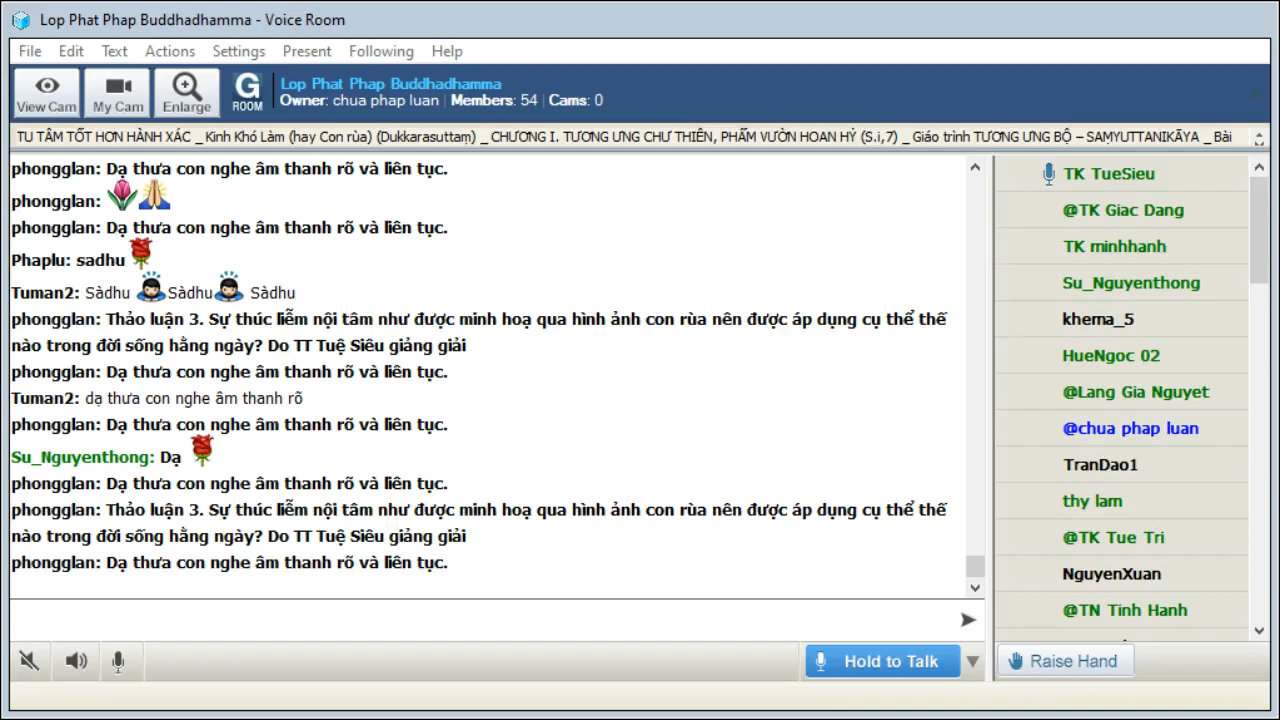 Lop Phat Phap Buddhadhamma - Voice Room
File Edit Text Actions Settings Present Following Help
View Cam My Cam Enlarge G ROOM
Lop Phat Phap Buddhadhamma
Owner: chua phap luan | Members: 54 | Cams: 0
TU TÂM TỐT HƠN HÀNH XÁC _ Kinh Khó Làm (hay Con rùa) (Dukkarasuttaṃ) _ CHƯƠNG I. TƯƠNG ƯNG CHƯ THIÊN, PHẨM VƯỜN HOAN HỶ (S.i,7) _ Giáo trình TƯƠNG ƯNG BỘ – SAṂYUTTANIKĀYA _ Bài
phongglan: Dạ thưa con nghe âm thanh rõ và liên tục.
phongglan:
phongglan: Dạ thưa con nghe âm thanh rõ và liên tục.
Phaplu: sadhu
Tuman2: Sàdhu Sàdhu Sàdhu
phongglan: Thảo luận 3. Sự thúc liễm nội tâm như được minh hoạ qua hình ảnh con rùa nên được áp dụng cụ thể thế
nào trong đời sống hằng ngày? Do TT Tuệ Siêu giảng giải
phongglan: Dạ thưa con nghe âm thanh rõ và liên tục.
Tuman2: dạ thưa con nghe âm thanh rõ
phongglan: Dạ thưa con nghe âm thanh rõ và liên tục.
Su_Nguyenthong: Dạ
phongglan: Dạ thưa con nghe âm thanh rõ và liên tục.
phongglan: Thảo luận 3. Sự thúc liễm nội tâm như được minh hoạ qua hình ảnh con rùa nên được áp dụng cụ thể thế
nào trong đời sống hằng ngày? Do TT Tuệ Siêu giảng giải
phongglan: Dạ thưa con nghe âm thanh rõ và liên tục.
TK TueSieu
@TK Giac Dang
TK minhhanh
Su_Nguyenthong
khema_5
HueNgoc 02
@Lang Gia Nguyet
@chua phap luan
TranDao1
thy lam
@TK Tue Tri
NguyenXuan
@TN Tinh Hanh
Hold to Talk
Raise Hand